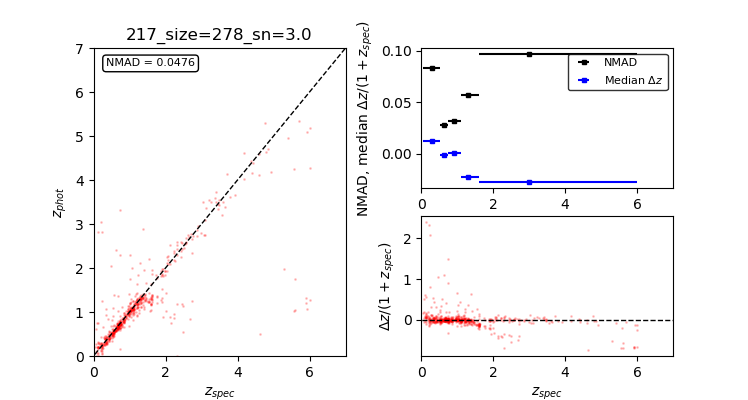 217_size=278_sn=3.0
NMAD = 0.0476
7
6
5
4
3
2
1
0
z_phot
0 2 4 6
z_spec
NMAD, median Δz/(1 + z_spec)
0.10
0.05
0.00
NMAD
Median Δz
0 2 4 6
Δz/(1 + z_spec)
2
1
0
0 2 4 6
z_spec